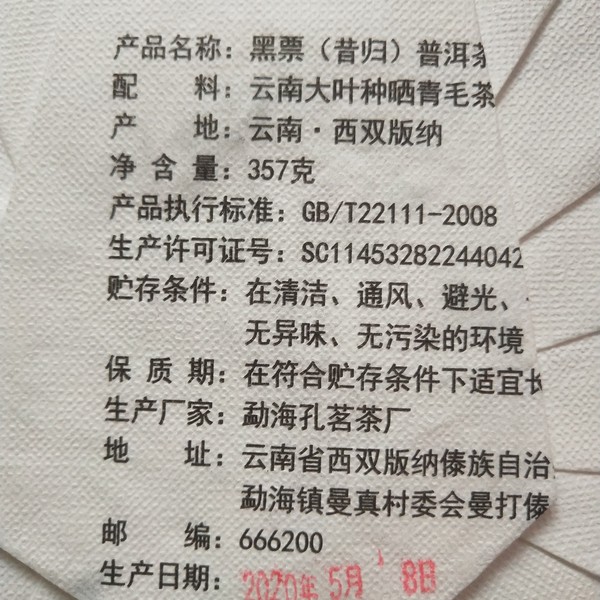 产品名称：黑票（昔归）普洱茶
配 料：云南大叶种晒青毛茶
产 地：云南·西双版纳
净 含 量：357克
产品执行标准：GB/T22111-2008
生产许可证号：SC11453282244042
贮存条件：在清洁、通风、避光、
无异味、无污染的环境
保 质 期：在符合贮存条件下适宜长
生产厂家：勐海孔茗茶厂
地 址：云南省西双版纳傣族自治
勐海镇曼真村委会曼打傣
邮 编：666200
生产日期：2020年5月 8日